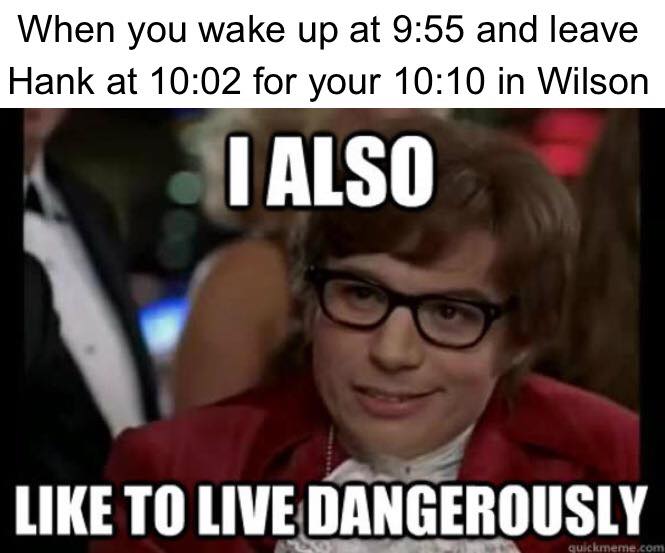 When you wake up at 9:55 and leave
Hank at 10:02 for your 10:10 in Wilson
I ALSO
LIKE TO LIVE DANGEROUSLY
quickmeme.com